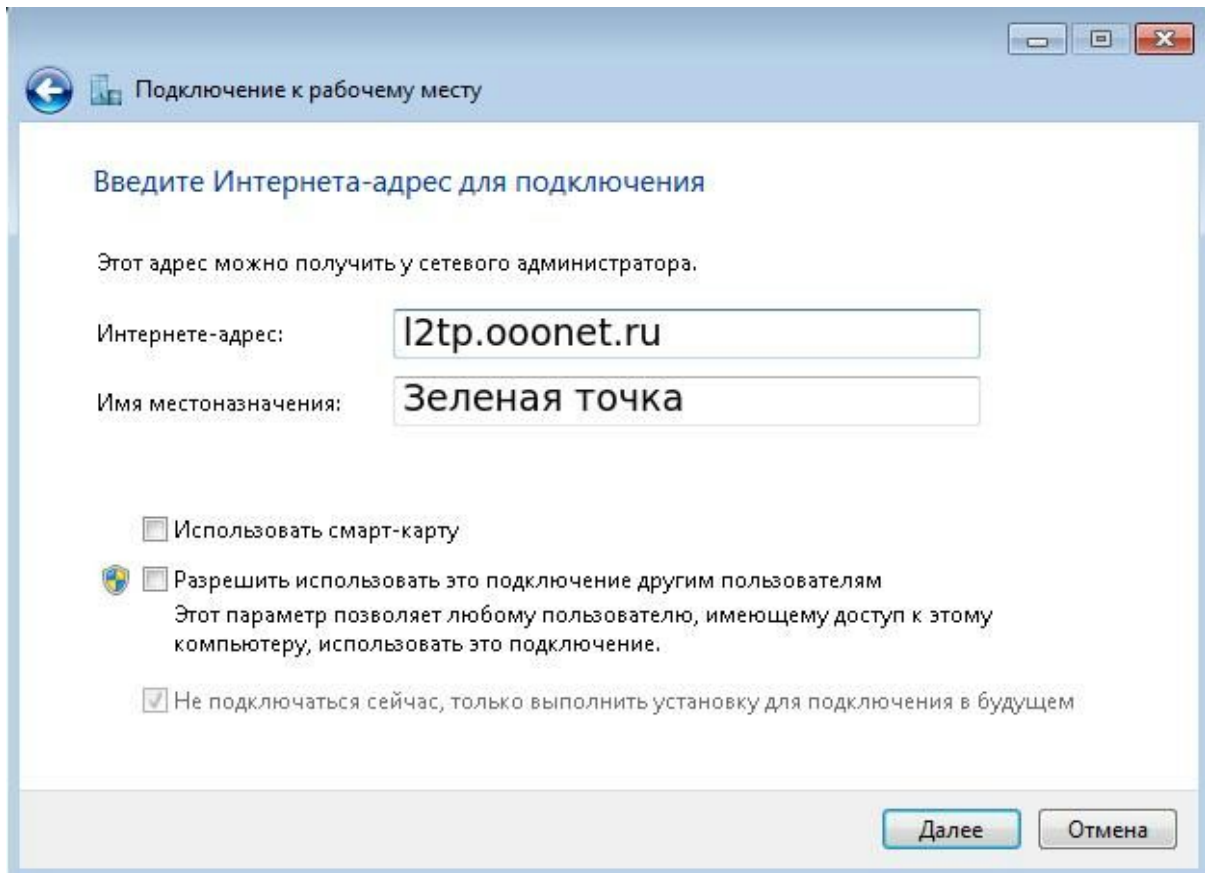 Подключение к рабочему месту
Введите Интернета-адрес для подключения
Этот адрес можно получить у сетевого администратора.
Интернете-адрес: l2tp.ooonet.ru
Имя местоназначения: Зеленая точка
Использовать смарт-карту
Разрешить использовать это подключение другим пользователям
Этот параметр позволяет любому пользователю, имеющему доступ к этому
компьютеру, использовать это подключение.
Не подключаться сейчас, только выполнить установку для подключения в будущем
Далее Отмена